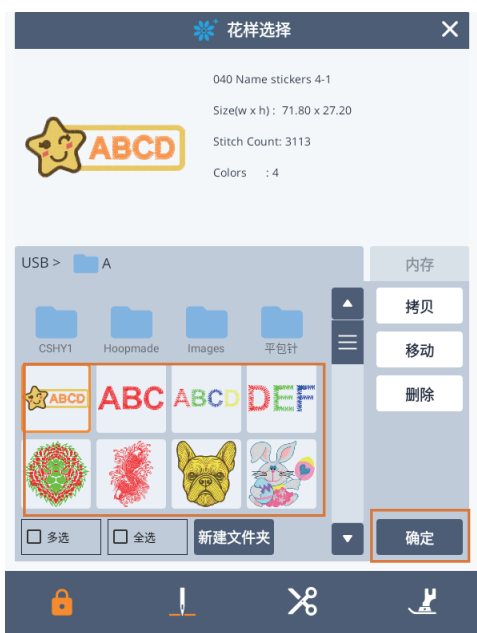 花样选择
040 Name stickers 4-1
Size(w x h) : 71.80 x 27.20
Stitch Count: 3113
Colors : 4
ABCD
USB > A
内存
CSHY1 Hoopmade Images 平包针
拷贝
移动
删除
ABCD ABC ABCD DEF
多选 全选 新建文件夹 确定